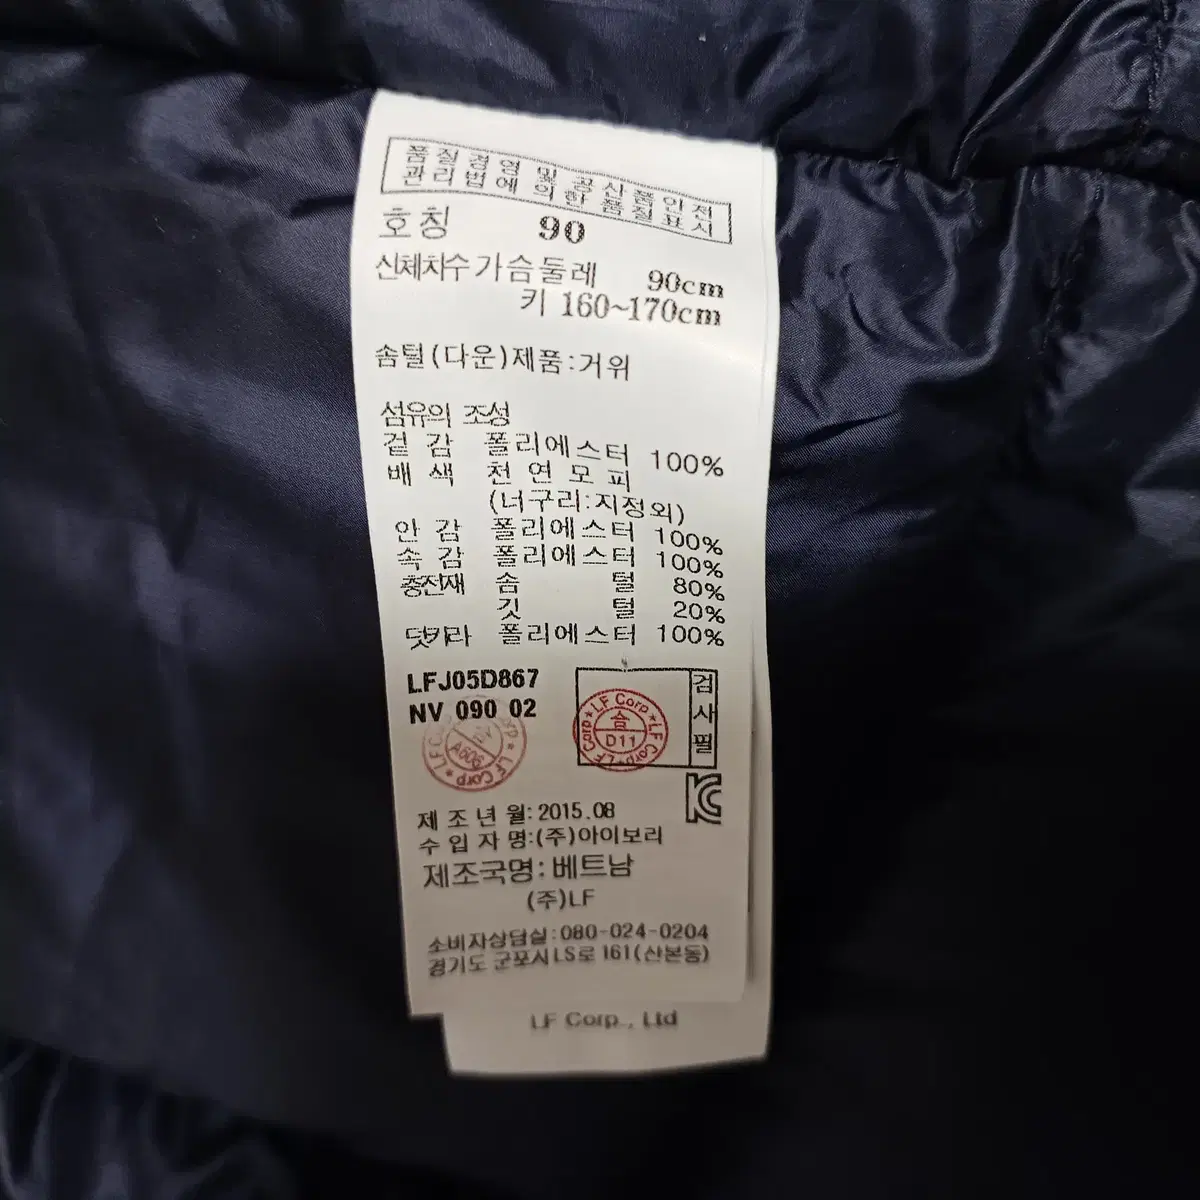 품질경영 및 공산품안전
관리법에 의한 품질표시
호칭 90
신체치수 가슴둘레 90cm
키 160~170cm
솜털(다운)제품:거위
섬유의 조성
겉감 폴리에스터 100%
배색 천연모피
(너구리:지정외)
안감 폴리에스터 100%
속감 폴리에스터 100%
충전재 솜털 80%
깃털 20%
덧카라 폴리에스터 100%
LFJ05D867
NV 090 02
검사필
LF Corp
솜
D11
LF Corp
LF Corp
A606
LF Corp
제조년월:2015.08
수입자명:(주)아이보리
제조국명:베트남
(주)LF
소비자상담실:080-024-0204
경기도 군포시 LS로 161(산본동)
LF Corp., Ltd